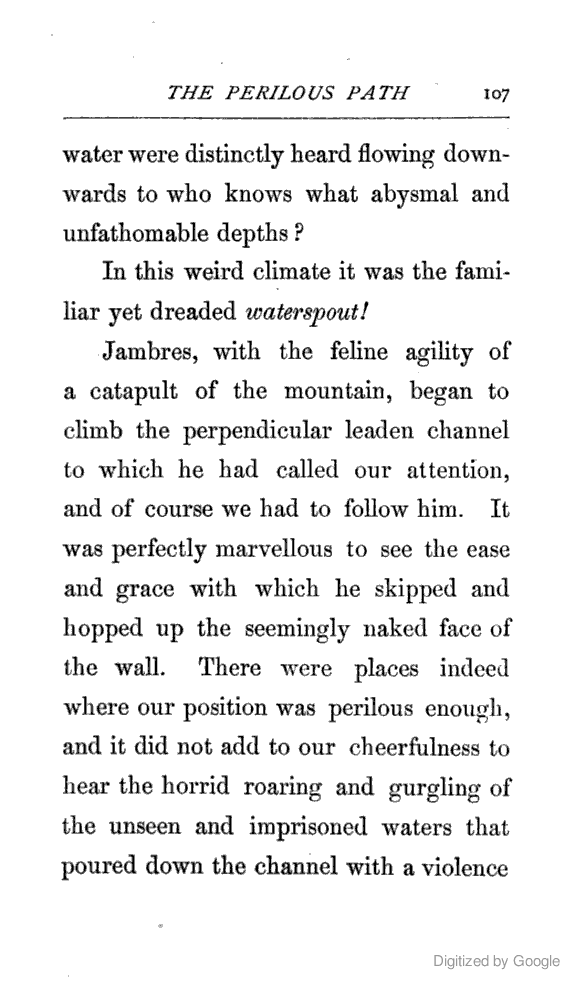 THE PERILOUS PATH 107
water were distinctly heard flowing down-
wards to who knows what abysmal and
unfathomable depths?
In this weird climate it was the fami-
liar yet dreaded waterspout!
Jambres, with the feline agility of
a catapult of the mountain, began to
climb the perpendicular leaden channel
to which he had called our attention,
and of course we had to follow him. It
was perfectly marvellous to see the ease
and grace with which he skipped and
hopped up the seemingly naked face of
the wall. There were places indeed
where our position was perilous enough,
and it did not add to our cheerfulness to
hear the horrid roaring and gurgling of
the unseen and imprisoned waters that
poured down the channel with a violence
Digitized by Google